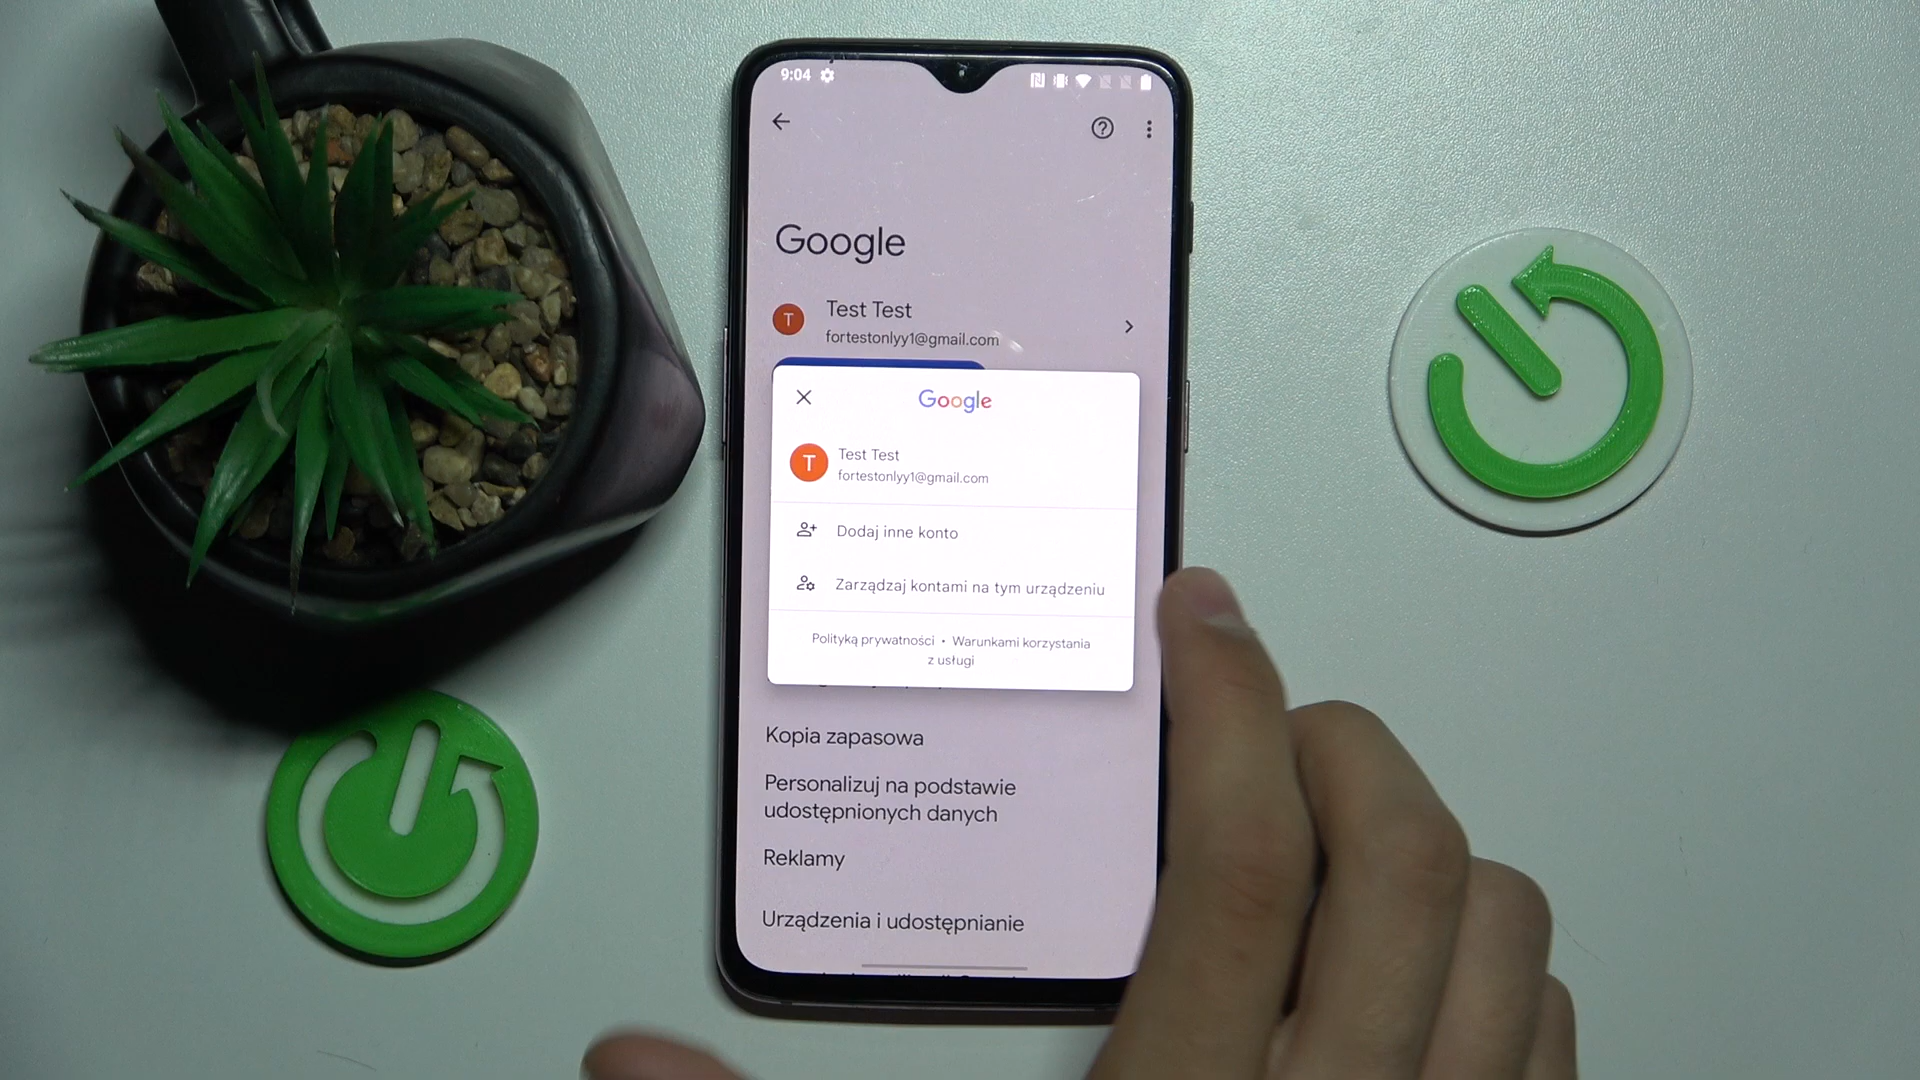 9:04
Google
T
Test Test
fortestonlyy1@gmail.com
Google
T
Test Test
fortestonlyy1@gmail.com
Dodaj inne konto
Zarządzaj kontami na tym urządzeniu
Polityką prywatności • Warunkami korzystania
z usługi
Kopia zapasowa
Personalizuj na podstawie
udostępnionych danych
Reklamy
Urządzenia i udostępnianie